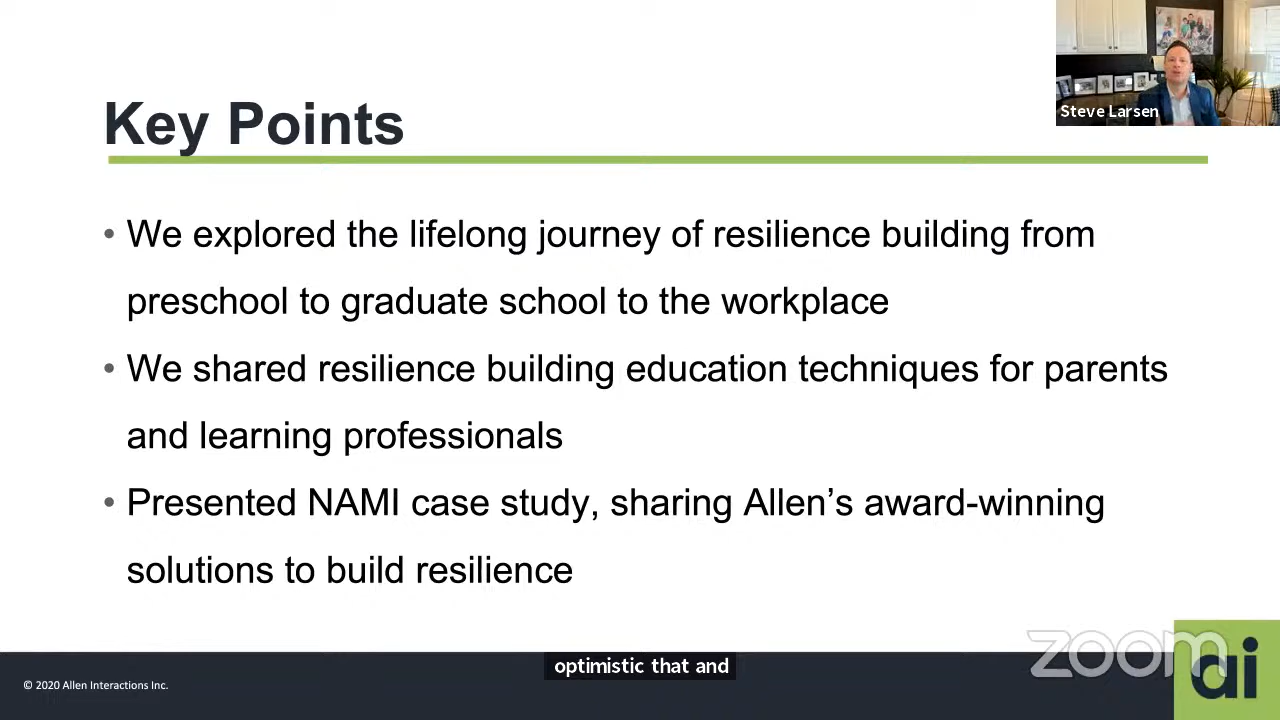 Steve Larsen
Key Points
• We explored the lifelong journey of resilience building from
preschool to graduate school to the workplace
• We shared resilience building education techniques for parents
and learning professionals
• Presented NAMI case study, sharing Allen’s award-winning
solutions to build resilience
zoom
ai
optimistic that and
© 2020 Allen Interactions Inc.